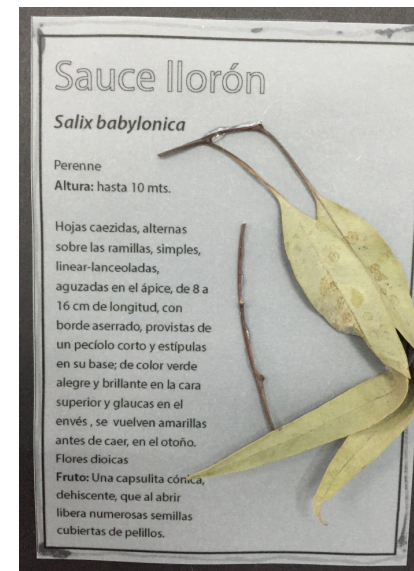 Sauce llorón
Salix babylonica
Perenne
Altura: hasta 10 mts.
Hojas caezidas, alternas
sobre las ramillas, simples,
linear-lanceoladas,
aguzadas en el ápice, de 8 a
16 cm de longitud, con
borde aserrado, provistas de
un pecíolo corto y estípulas
en su base; de color verde
alegre y brillante en la cara
superior y glaucas en el
envés , se vuelven amarillas
antes de caer, en el otoño.
Flores dioicas
Fruto: Una capsulita cónica,
dehiscente, que al abrir
libera numerosas semillas
cubiertas de pelillos.